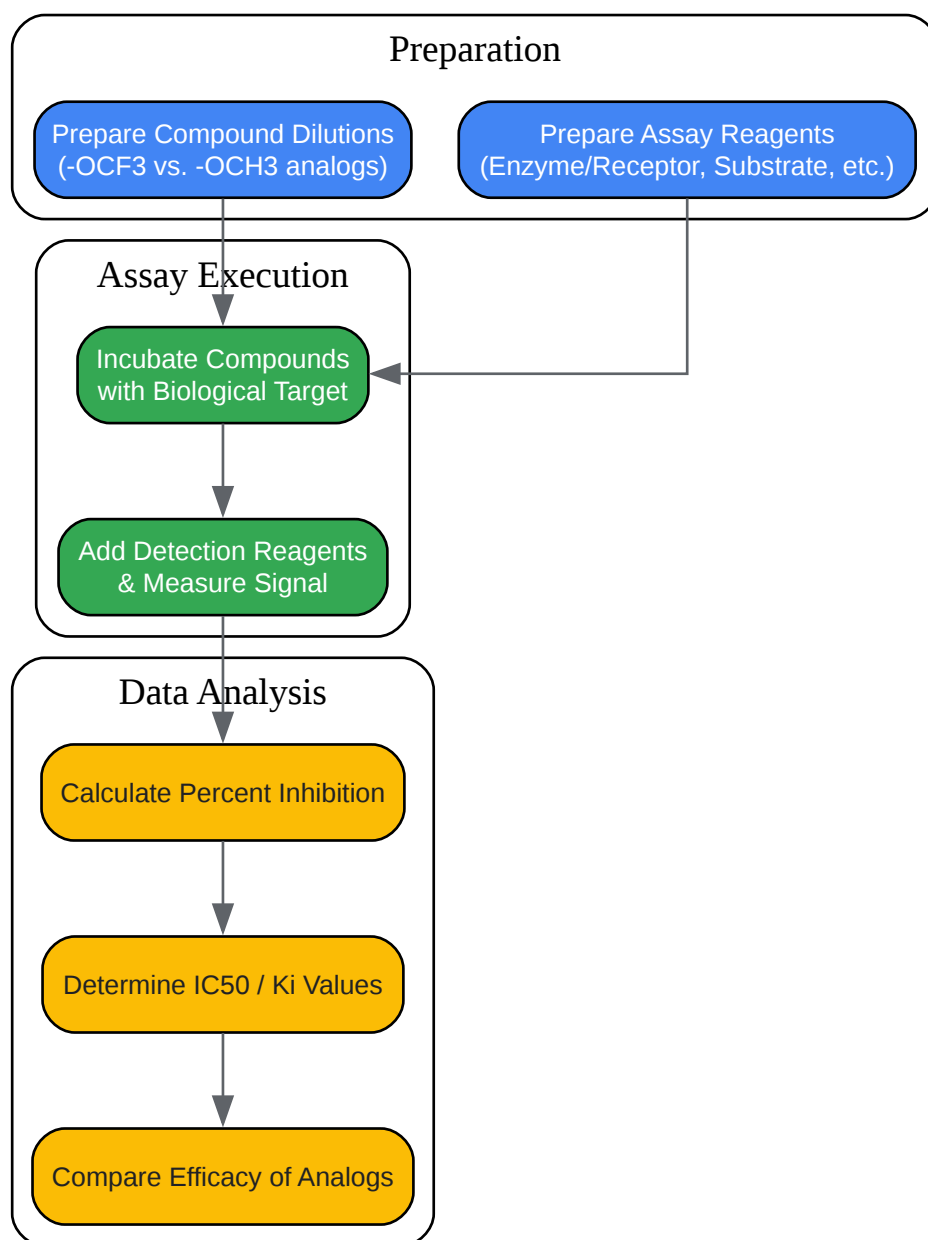 Preparation
Prepare Compound Dilutions
(-OCF3 vs. -OCH3 analogs)
Prepare Assay Reagents
(Enzyme/Receptor, Substrate, etc.)
Assay Execution
Incubate Compounds
with Biological Target
Add Detection Reagents
& Measure Signal
Data Analysis
Calculate Percent Inhibition
Determine IC50 / Ki Values
Compare Efficacy of Analogs